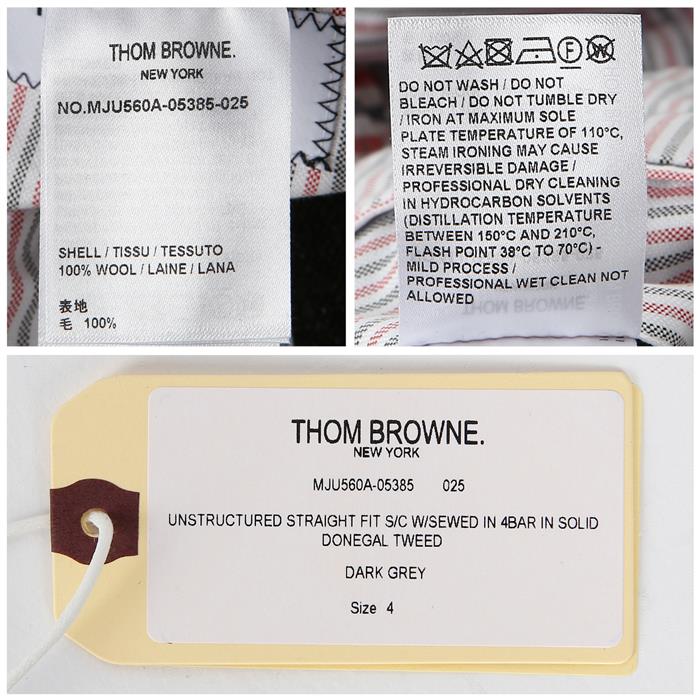 THOM BROWNE.
NEW YORK
NO.MJU560A-05385-025
SHELL / TISSU / TESSUTO
100% WOOL / LAINE / LANA
表地
毛 100%
DO NOT WASH / DO NOT
BLEACH / DO NOT TUMBLE DRY
/ IRON AT MAXIMUM SOLE
PLATE TEMPERATURE OF 110°C,
STEAM IRONING MAY CAUSE
IRREVERSIBLE DAMAGE /
PROFESSIONAL DRY CLEANING
IN HYDROCARBON SOLVENTS
(DISTILLATION TEMPERATURE
BETWEEN 150°C AND 210°C,
FLASH POINT 38°C TO 70°C) -
MILD PROCESS /
PROFESSIONAL WET CLEAN NOT
ALLOWED
THOM BROWNE.
THOM BROWNE.
NEW YORK
MJU560A-05385 025
UNSTRUCTURED STRAIGHT FIT S/C W/SEWED IN 4BAR IN SOLID
DONEGAL TWEED
DARK GREY
Size 4